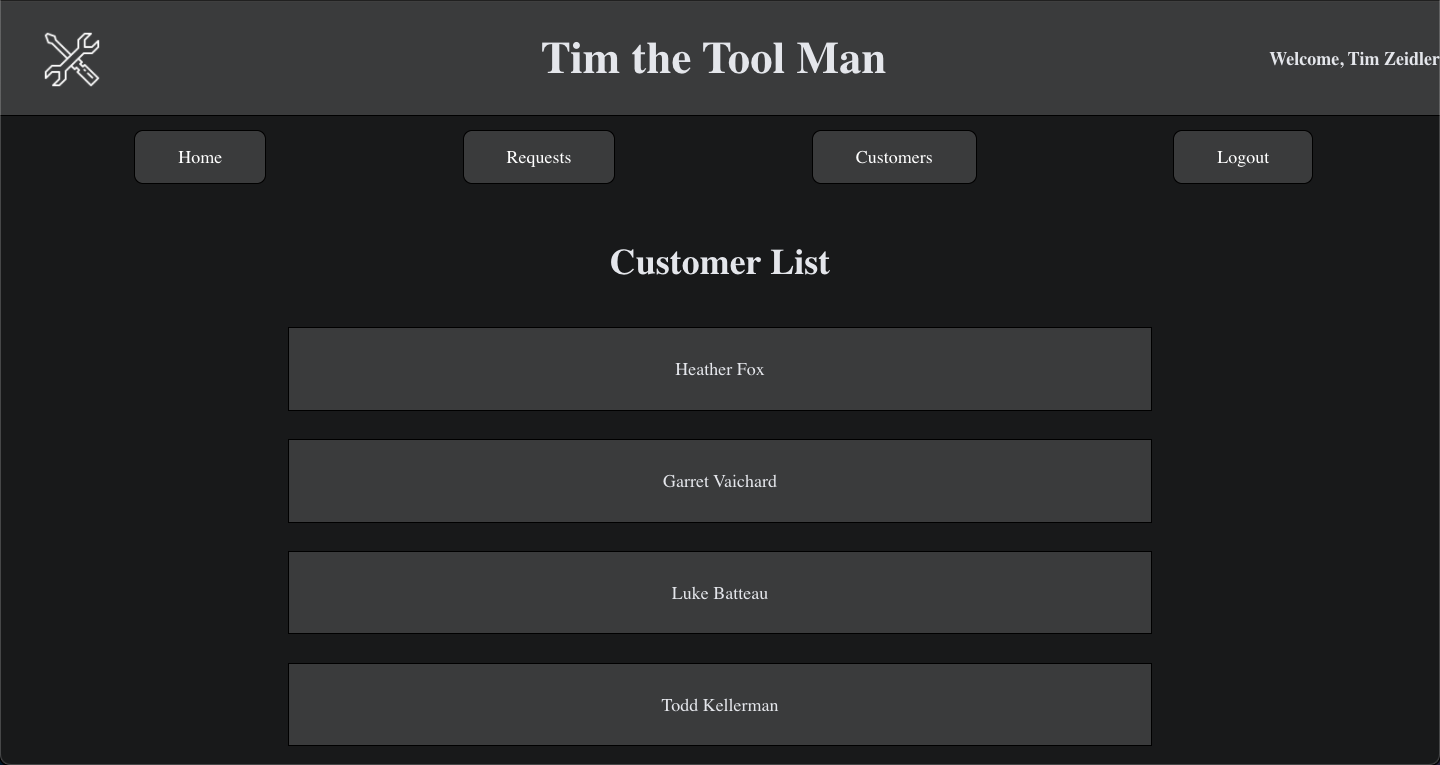 Tim the Tool Man
Welcome, Tim Zeidler
Home
Requests
Customers
Logout
Customer List
Heather Fox
Garret Vaichard
Luke Batteau
Todd Kellerman